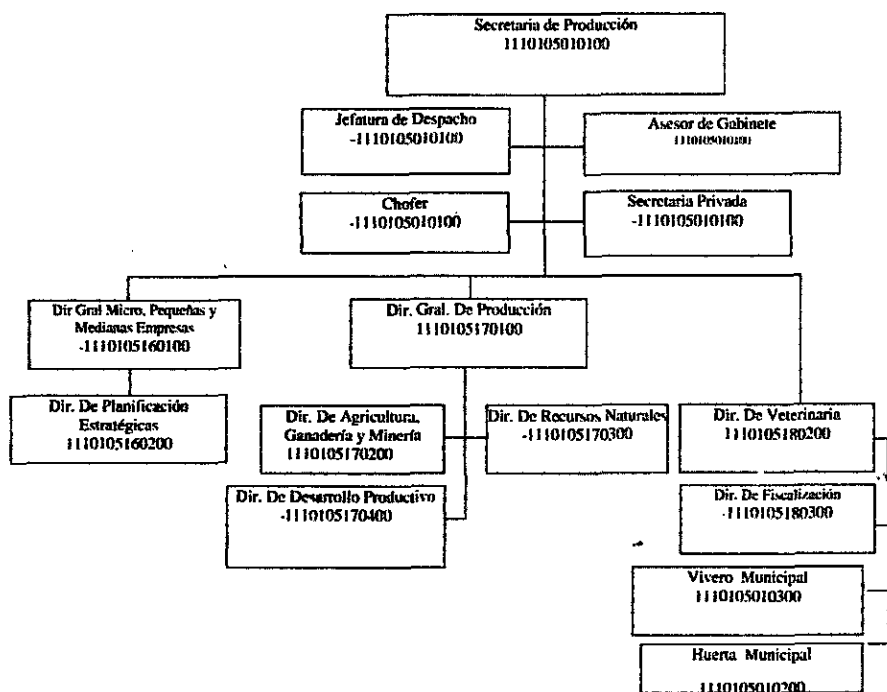 Secretaria de Producción
1110105010100
Jefatura de Despacho
-1110105010100
Asesor de Gabinete
1110105010100
Chofer
-1110105010100
Secretaria Privada
-1110105010100
Dir Gral Micro, Pequeñas y
Medianas Empresas
-1110105160100
Dir. Gral. De Producción
1110105170100
Dir. De Planificación
Estratégicas
1110105160200
Dir. De Agricultura,
Ganadería y Minería
1110105170200
Dir. De Recursos Naturales
-1110105170300
Dir. De Veterinaria
1110105180200
Dir. De Desarrollo Productivo
-1110105170400
Dir. De Fiscalización
-1110105180300
Vivero Municipal
1110105010300
Huerta Municipal
1110105010200